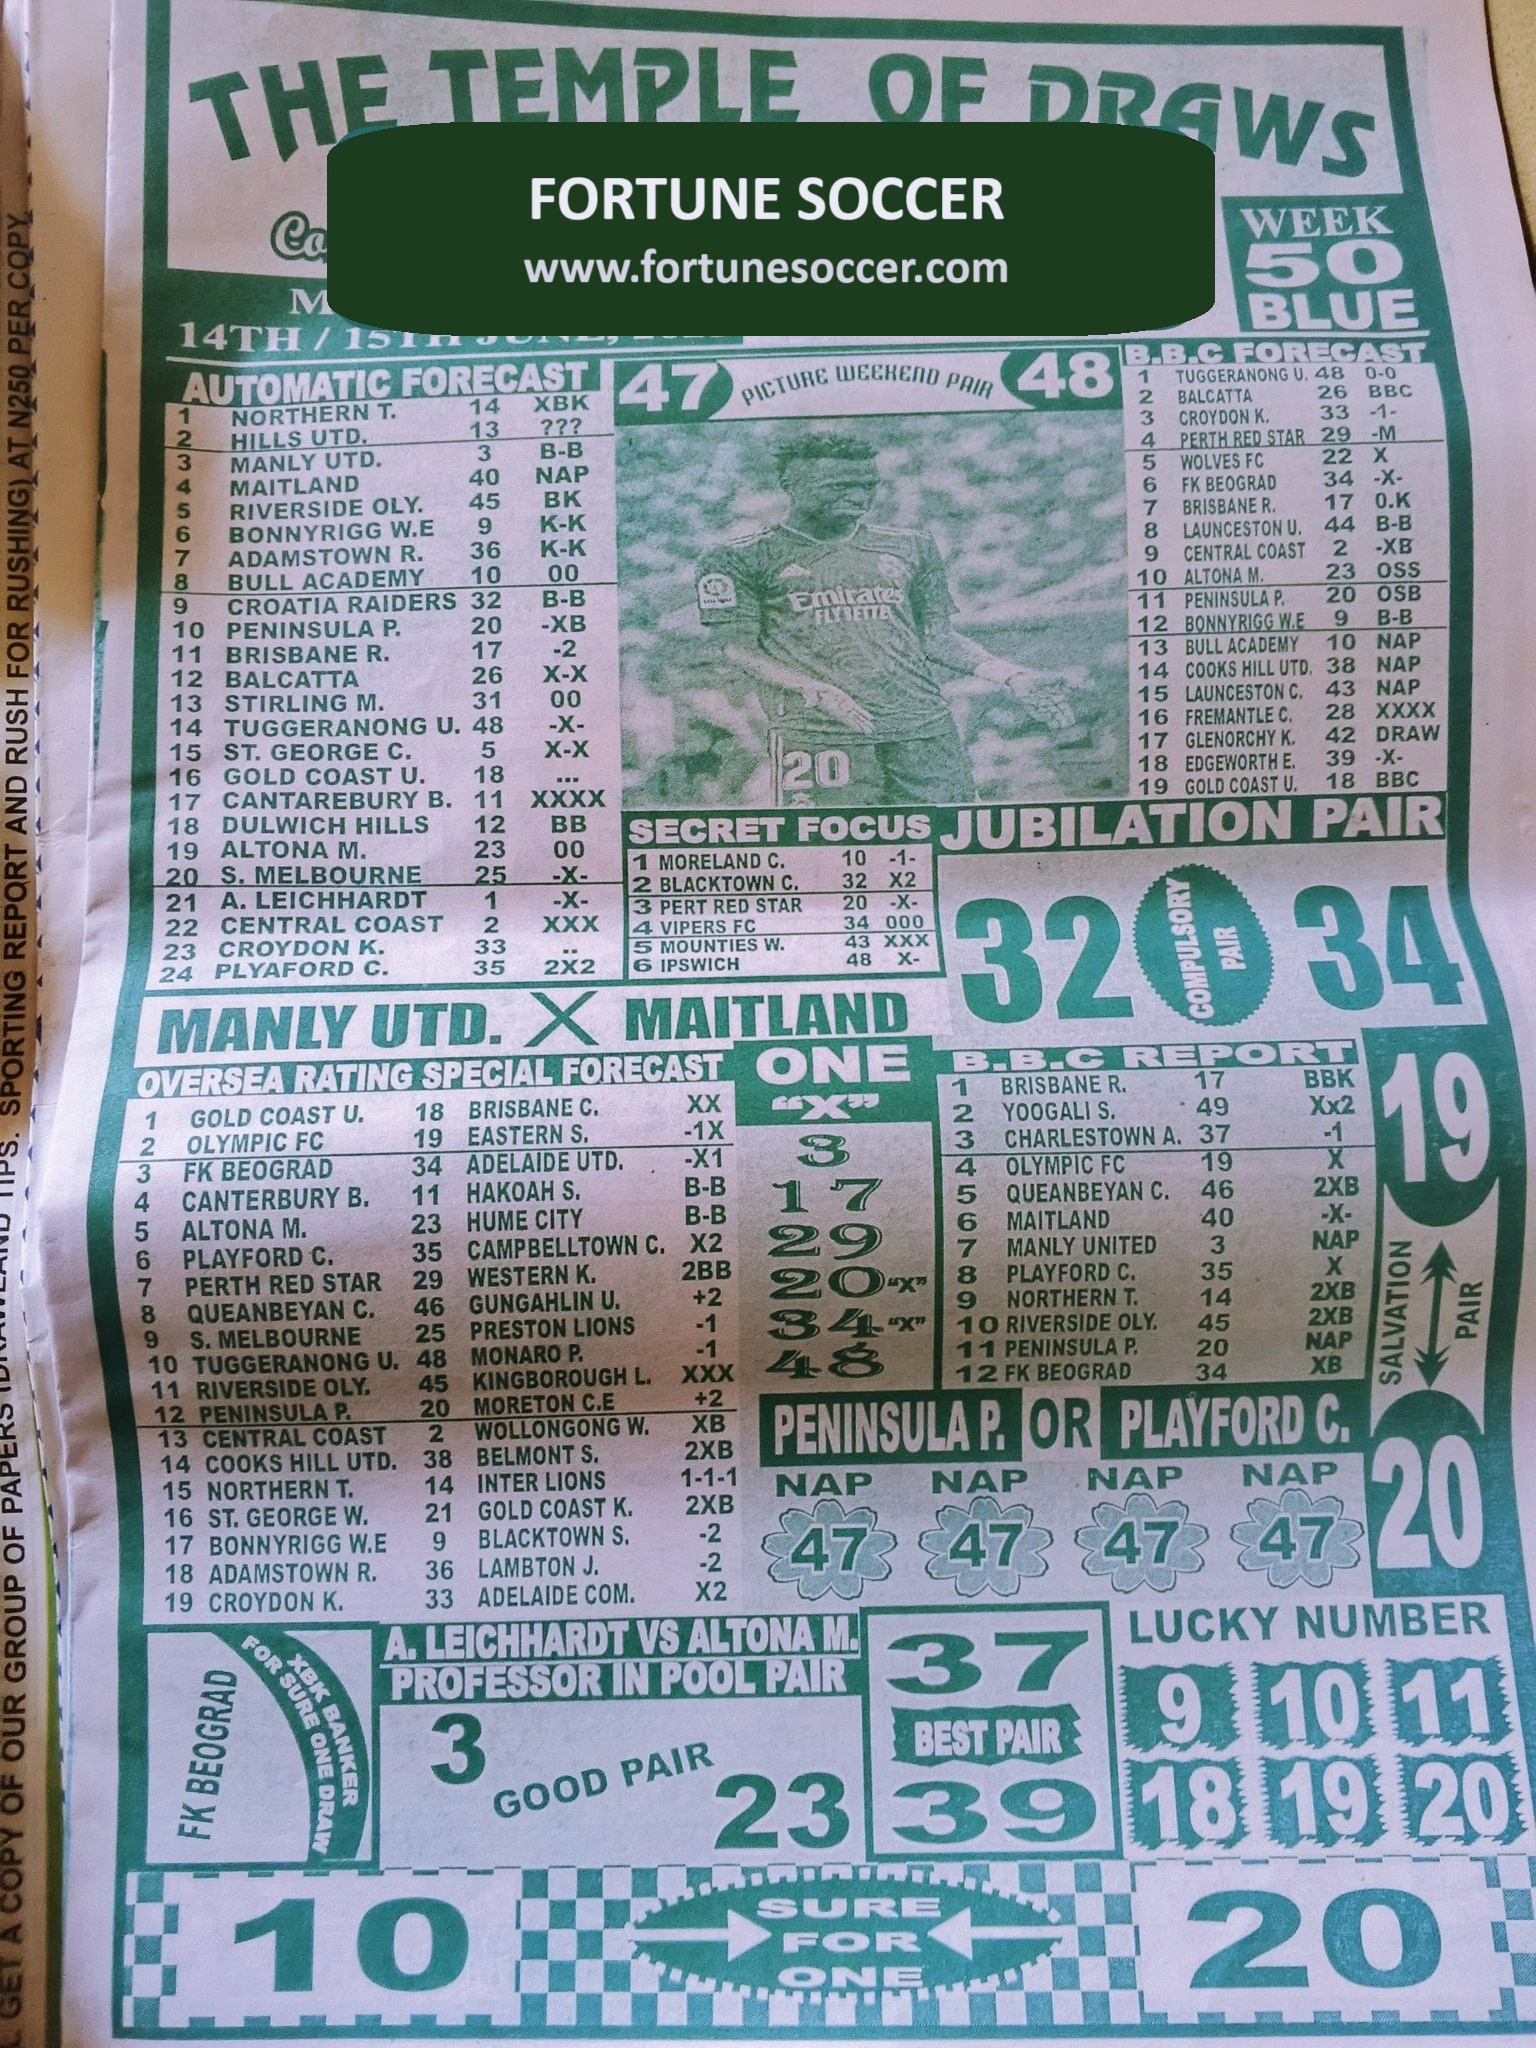 THE TEMPLE OF DRAWS
FORTUNE SOCCER
www.fortunesoccer.com
WEEK
50
BLUE
14TH / 15TH JUNE,
AUTOMATIC FORECAST
1 NORTHERN T. 14 XBK
2 HILLS UTD. 13 ???
3 MANLY UTD. 3 B-B
4 MAITLAND 40 NAP
5 RIVERSIDE OLY. 45 BK
6 BONNYRIGG W.E 9 K-K
7 ADAMSTOWN R. 36 K-K
8 BULL ACADEMY 10 00
9 CROATIA RAIDERS 32 B-B
10 PENINSULA P. 20 -XB
11 BRISBANE R. 17 -2
12 BALCATTA 26 X-X
13 STIRLING M. 31 00
14 TUGGERANONG U. 48 -X-
15 ST. GEORGE C. 5 X-X
16 GOLD COAST U. 18 ...
17 CANTAREBURY B. 11 XXXX
18 DULWICH HILLS 12 BB
19 ALTONA M. 23 00
20 S. MELBOURNE 25 -X-
21 A. LEICHHARDT 1 -X-
22 CENTRAL COAST 2 XXX
23 CROYDON K. 33 ..
24 PLYAFORD C. 35 2X2
47 PICTURE WEEKEND PAIR 48
Emirates
FLY BETTER
20
B.B.C FORECAST
1 TUGGERANONG U. 48 0-0
2 BALCATTA 26 BBC
3 CROYDON K. 33 -1-
4 PERTH RED STAR 29 -M
5 WOLVES FC 22 X
6 FK BEOGRAD 34 -X-
7 BRISBANE R. 17 0.K
8 LAUNCESTON U. 44 B-B
9 CENTRAL COAST 2 -XB
10 ALTONA M. 23 OSS
11 PENINSULA P. 20 OSB
12 BONNYRIGG W.E 9 B-B
13 BULL ACADEMY 10 NAP
14 COOKS HILL UTD. 38 NAP
15 LAUNCESTON C. 43 NAP
16 FREMANTLE C. 28 XXXX
17 GLENORCHY K. 42 DRAW
18 EDGEWORTH E. 39 -X-
19 GOLD COAST U. 18 BBC
SECRET FOCUS
1 MORELAND C. 10 -1-
2 BLACKTOWN C. 32 X2
3 PERT RED STAR 20 -X-
4 VIPERS FC 34 000
5 MOUNTIES W. 43 XXX
6 IPSWICH 48 X-
JUBILATION PAIR
32 COMPULSORY PAIR 34
MANLY UTD. X MAITLAND
OVERSEA RATING SPECIAL FORECAST
1 GOLD COAST U. 18 BRISBANE C. XX
2 OLYMPIC FC 19 EASTERN S. -1X
3 FK BEOGRAD 34 ADELAIDE UTD. -X1
4 CANTERBURY B. 11 HAKOAH S. B-B
5 ALTONA M. 23 HUME CITY B-B
6 PLAYFORD C. 35 CAMPBELLTOWN C. X2
7 PERTH RED STAR 29 WESTERN K. 2BB
8 QUEANBEYAN C. 46 GUNGAHLIN U. +2
9 S. MELBOURNE 25 PRESTON LIONS -1
10 TUGGERANONG U. 48 MONARO P. -1
11 RIVERSIDE OLY. 45 KINGBOROUGH L. XXX
12 PENINSULA P. 20 MORETON C.E +2
13 CENTRAL COAST 2 WOLLONGONG W. XB
14 COOKS HILL UTD. 38 BELMONT S. 2XB
15 NORTHERN T. 14 INTER LIONS 1-1-1
16 ST. GEORGE W. 21 GOLD COAST K. 2XB
17 BONNYRIGG W.E 9 BLACKTOWN S. -2
18 ADAMSTOWN R. 36 LAMBTON J. -2
19 CROYDON K. 33 ADELAIDE COM. X2
ONE
"X"
3
17
29
20 "X"
34 "X"
48
B.B.C REPORT
1 BRISBANE R. 17 BBK
2 YOOGALI S. 49 Xx2
3 CHARLESTOWN A. 37 -1
4 OLYMPIC FC 19 X
5 QUEANBEYAN C. 46 2XB
6 MAITLAND 40 -X-
7 MANLY UNITED 3 NAP
8 PLAYFORD C. 35 X
9 NORTHERN T. 14 2XB
10 RIVERSIDE OLY. 45 2XB
11 PENINSULA P. 20 NAP
12 FK BEOGRAD 34 XB
19
SALVATION PAIR
20
PENINSULA P. OR PLAYFORD C.
NAP NAP NAP NAP
47 47 47 47
FK BEOGRAD
XBK BANKER
FOR SURE ONE DRAW
A. LEICHHARDT VS ALTONA M.
PROFESSOR IN POOL PAIR
3 GOOD PAIR 23
37
BEST PAIR
39
LUCKY NUMBER
9 10 11
18 19 20
10
SURE
FOR
ONE
20
GET A COPY OF OUR GROUP OF PAPERS (DRAWLAND TIPS. SPORTING REPORT AND RUSH FOR RUSHING) AT N250 PER COPY